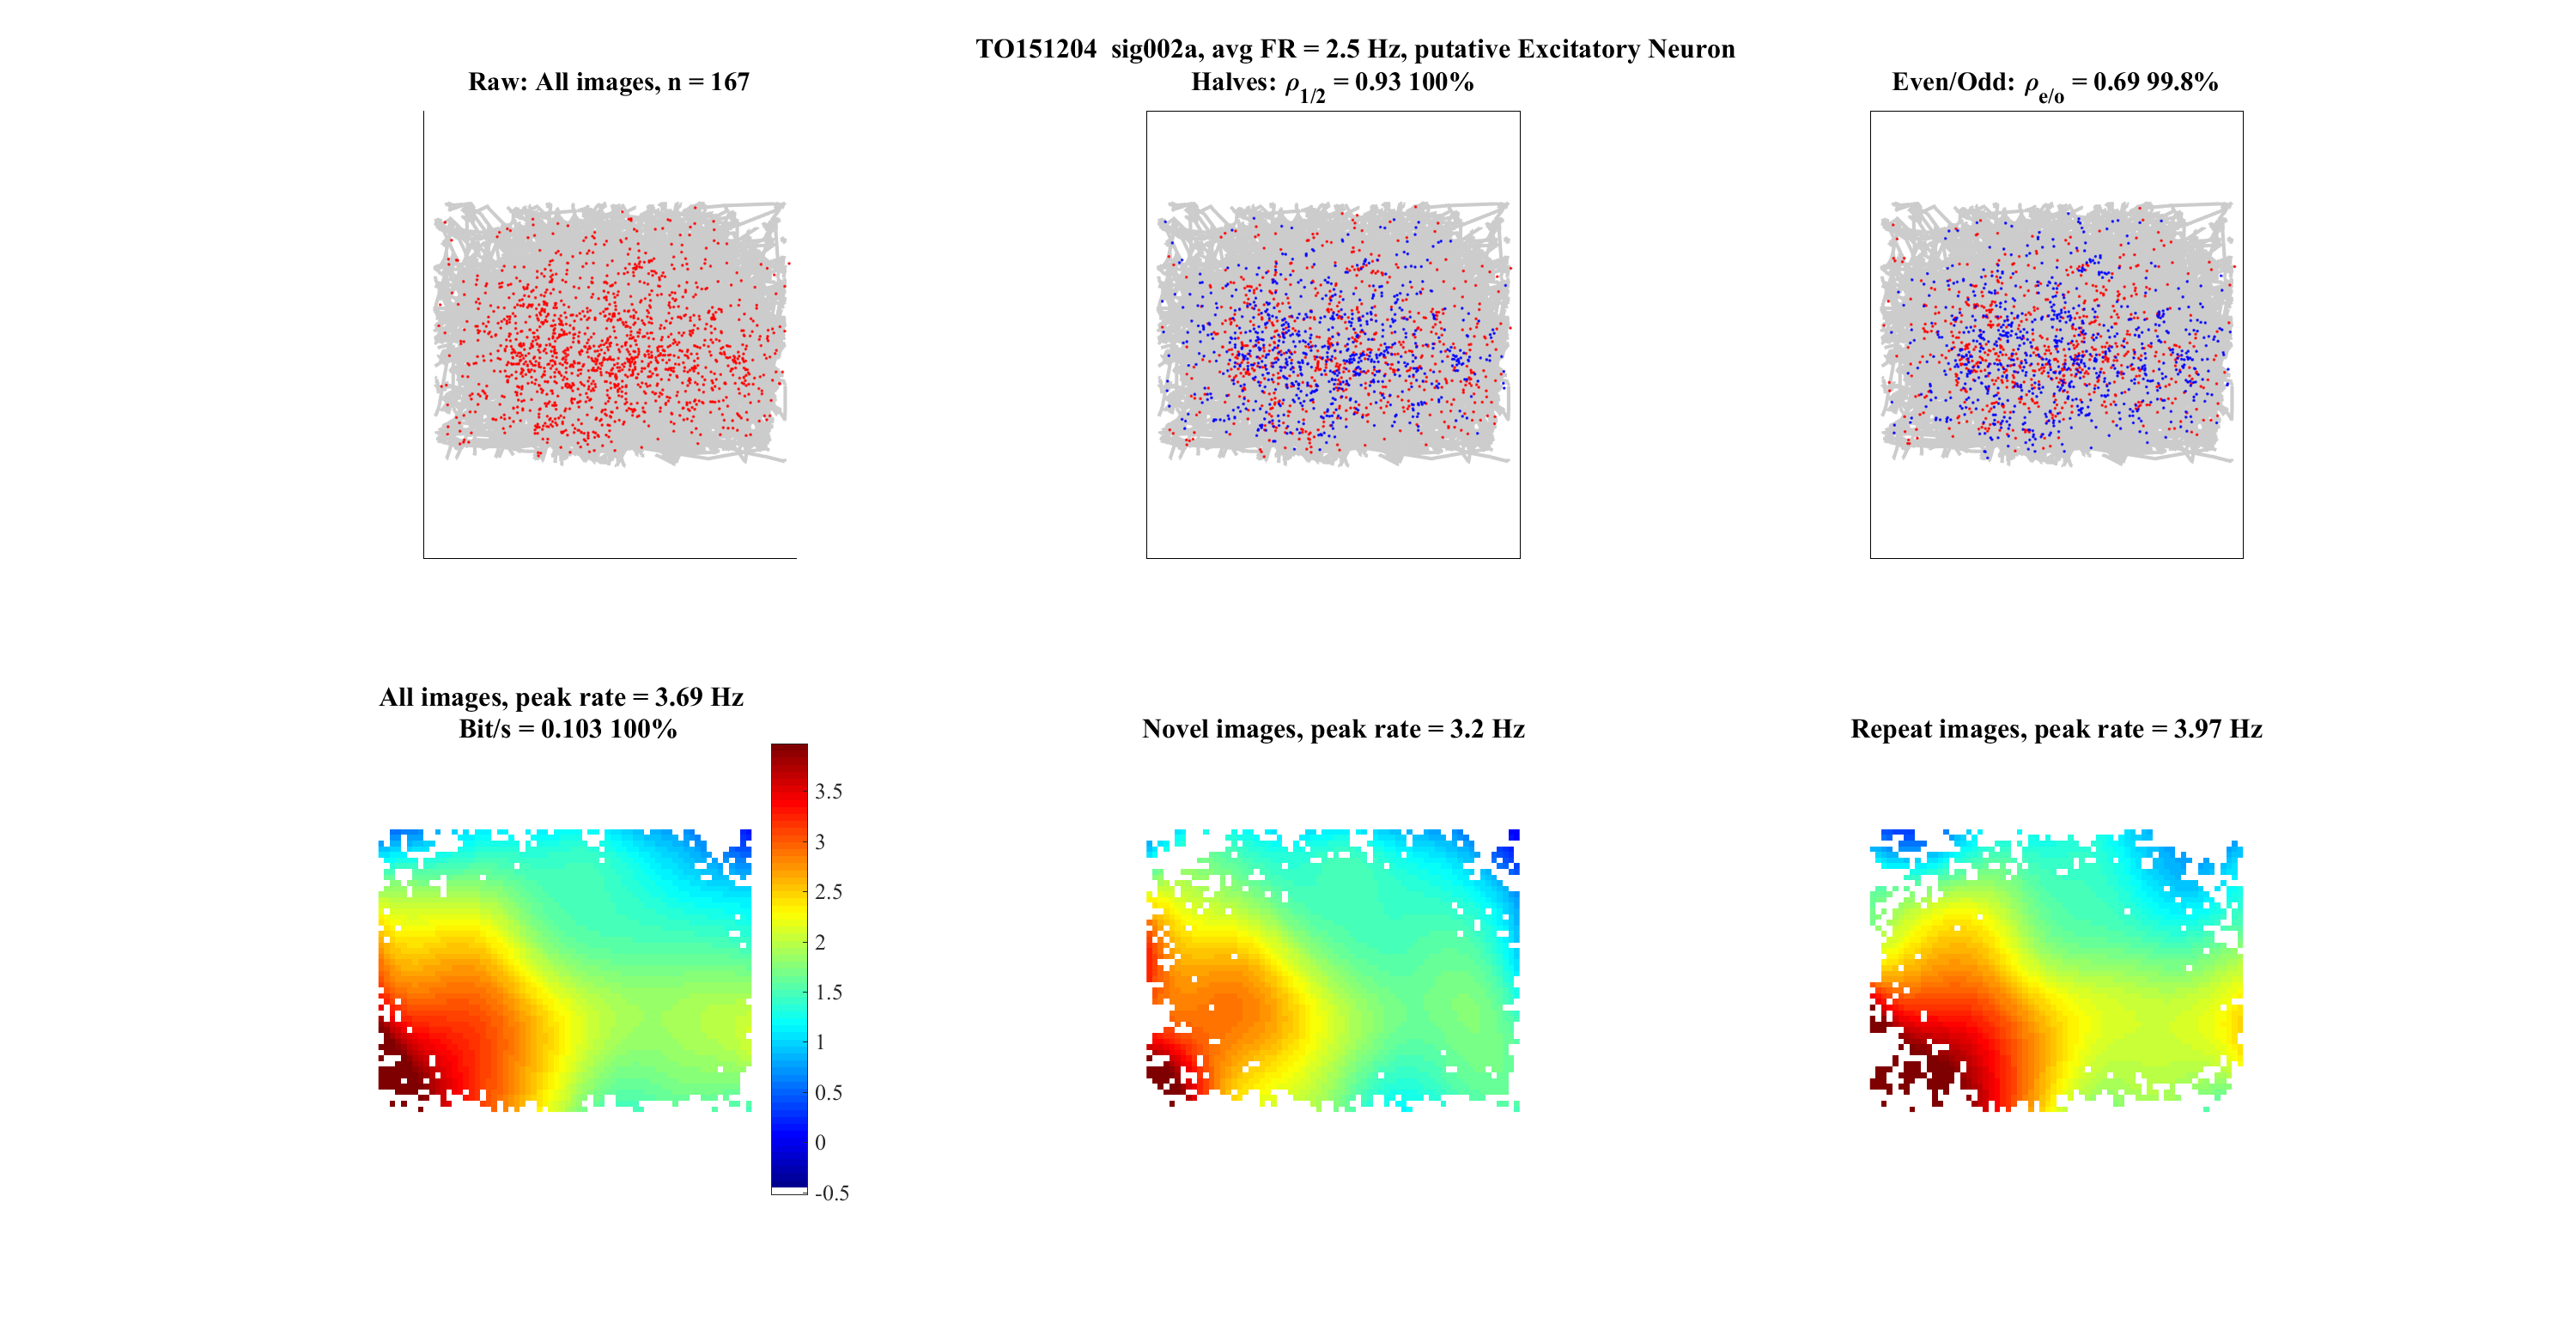 TO151204  sig002a, avg FR = 2.5 Hz, putative Excitatory Neuron
Raw: All images, n = 167
Halves: ρ1/2 = 0.93 100%
Even/Odd: ρe/o = 0.69 99.8%
All images, peak rate = 3.69 Hz
Bit/s = 0.103 100%
3.5
3
2.5
2
1.5
1
0.5
0
-0.5
Novel images, peak rate = 3.2 Hz
Repeat images, peak rate = 3.97 Hz